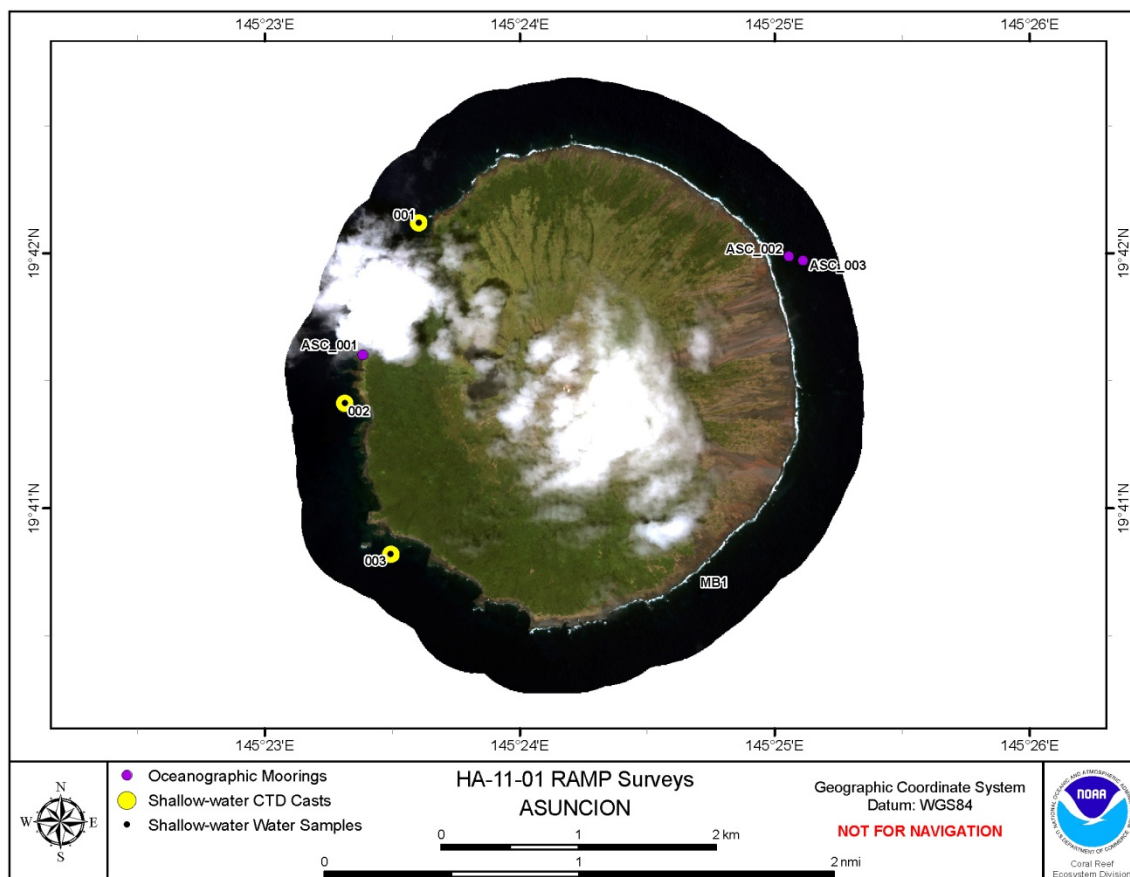 145°23'E 145°24'E 145°25'E 145°26'E
001
19°42'N 19°42'N
ASC_002
ASC_003
ASC_001
002
19°41'N 19°41'N
003
MB1
145°23'E 145°24'E 145°25'E 145°26'E
N
W E
S
Oceanographic Moorings
Shallow-water CTD Casts
Shallow-water Water Samples
HA-11-01 RAMP Surveys
ASUNCION
0 1 2 km
0 1 2 nmi
Geographic Coordinate System
Datum: WGS84
NOT FOR NAVIGATION
NOAA
Coral Reef
Ecosystem Division